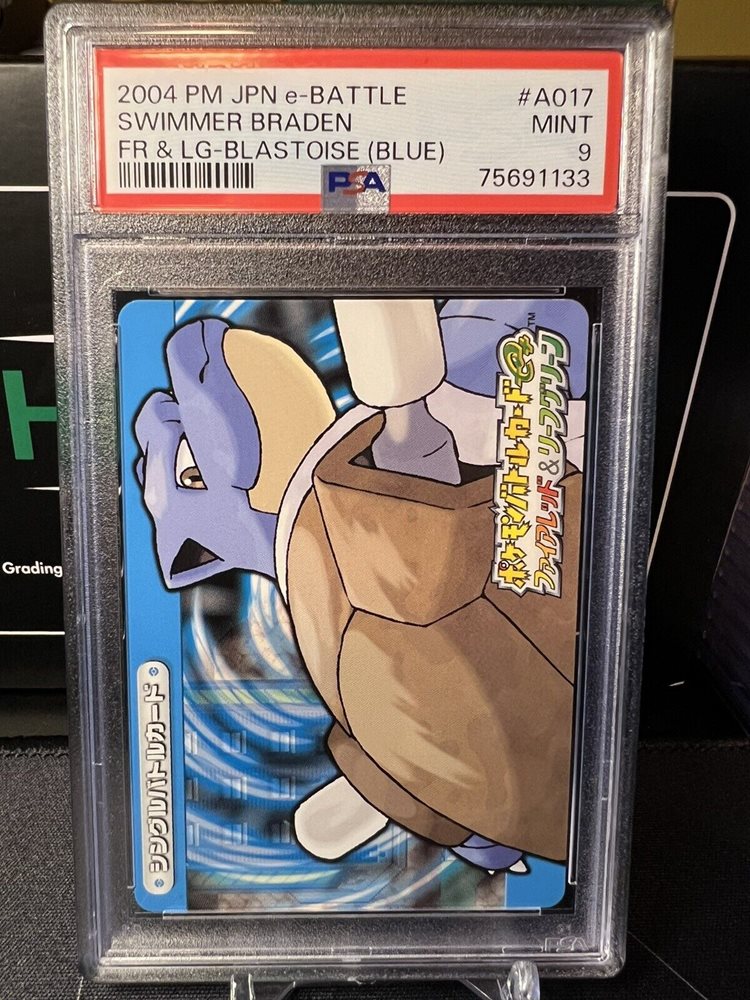 2004 PM JPN e-BATTLE #A017
SWIMMER BRADEN MINT
FR & LG-BLASTOISE (BLUE) 9
PSA 75691133
ポケモンバトルカードe+
ファイアレッド&リーフグリーン
TM
シングルバトルカード
H
Grading
PSA